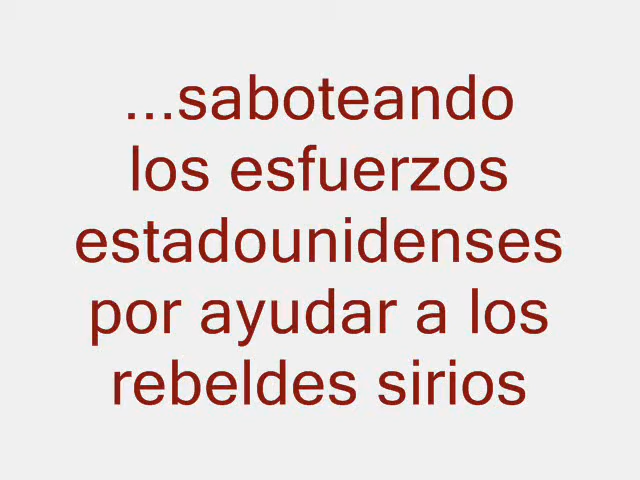 ...saboteando
los esfuerzos
estadounidenses
por ayudar a los
rebeldes sirios